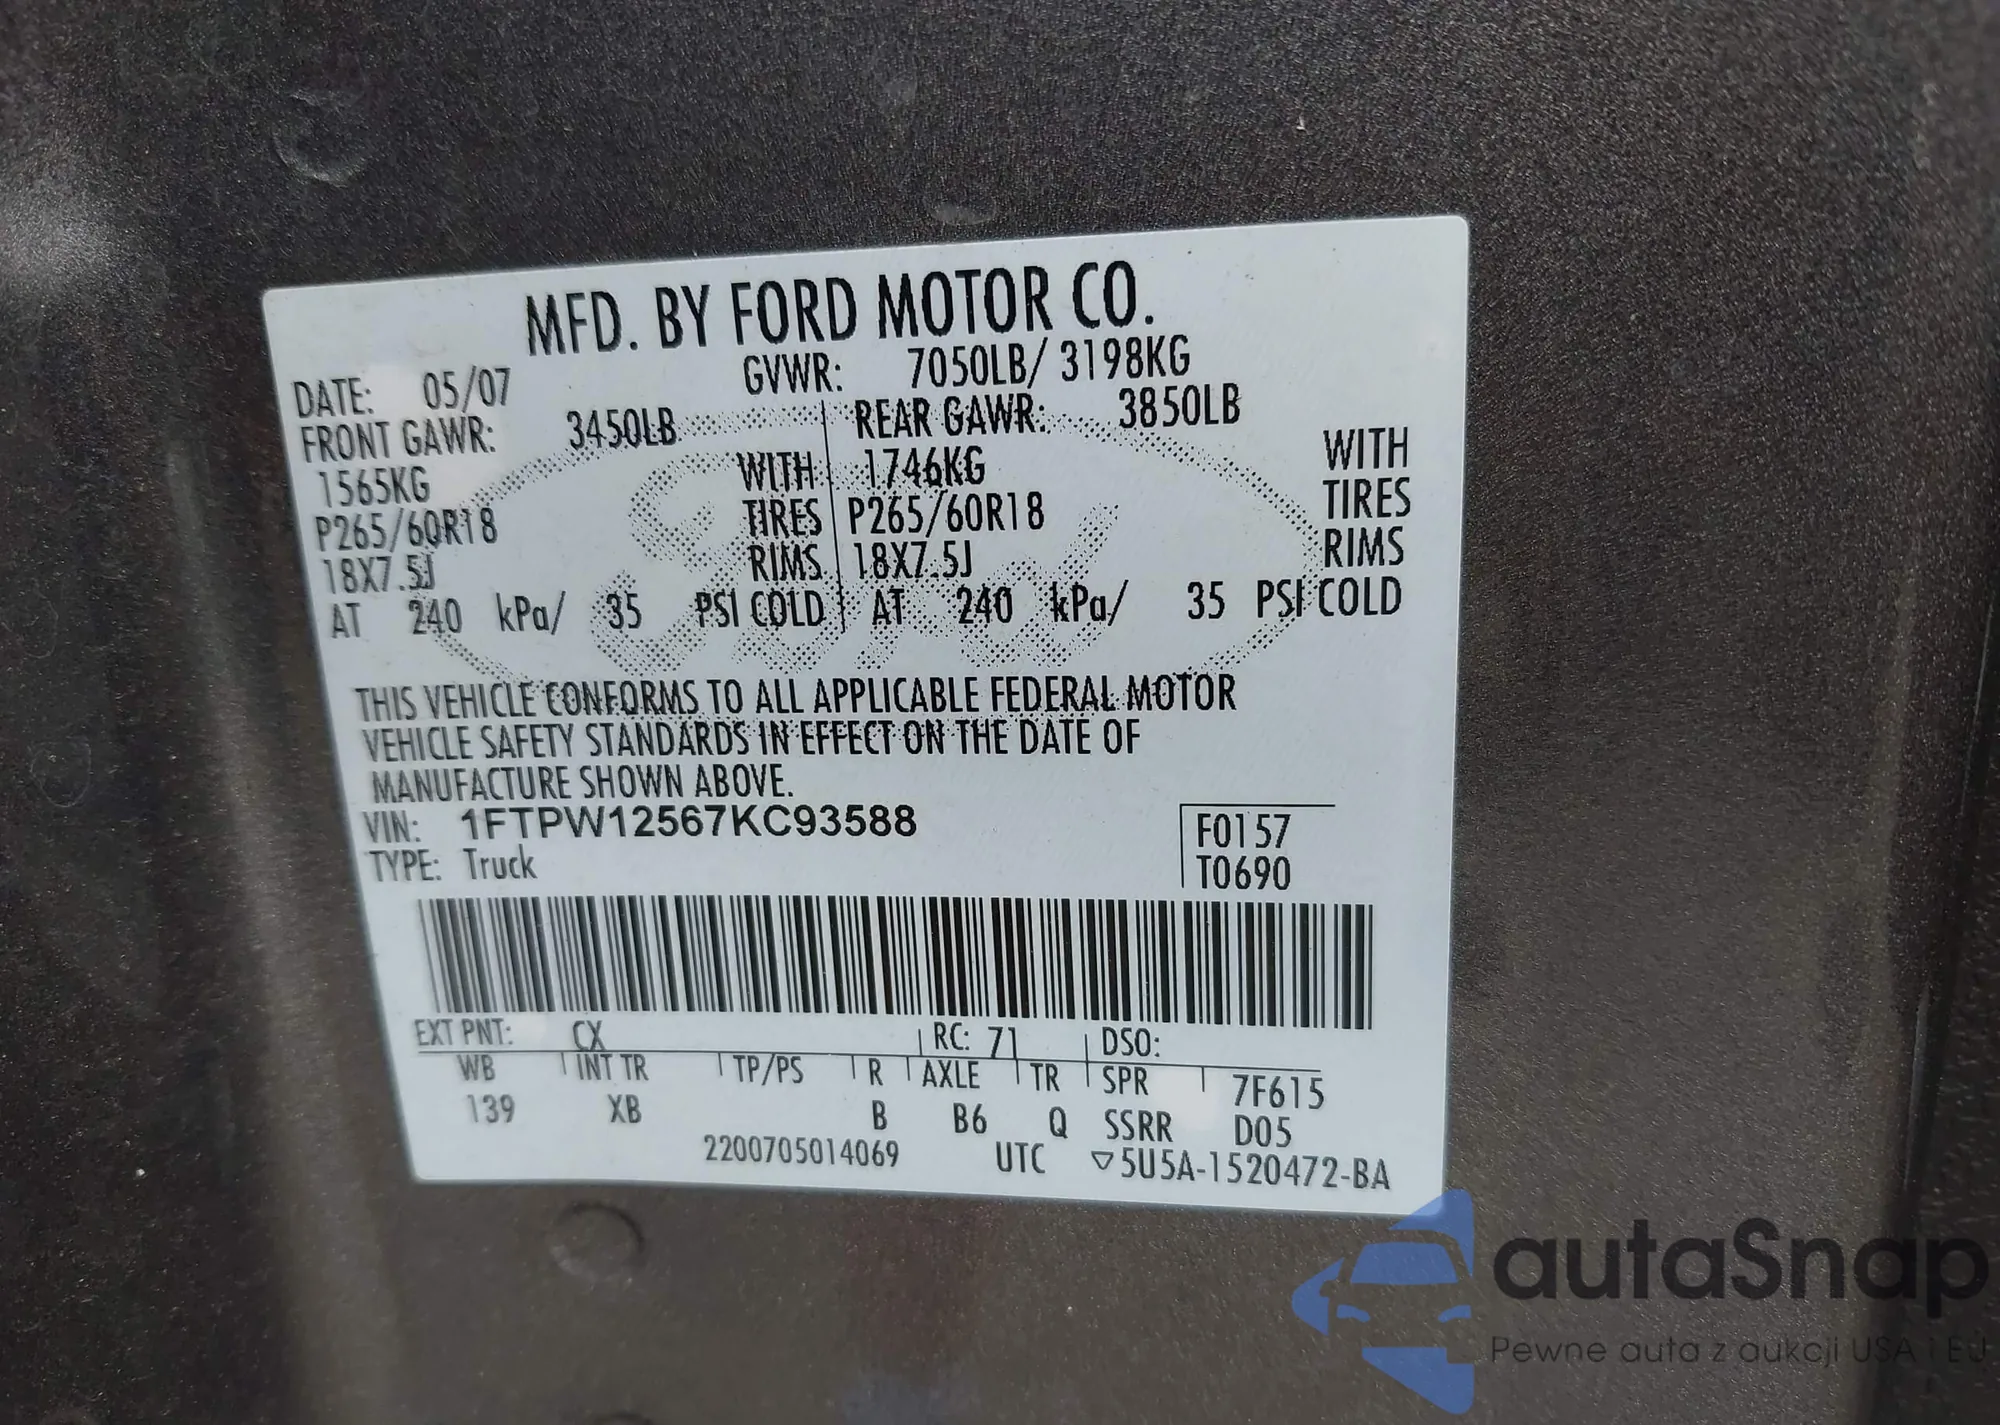 MFD. BY FORD MOTOR CO.
DATE: 05/07 GVWR: 7050LB/ 3198KG
FRONT GAWR: 3450LB REAR GAWR: 3850LB
1565KG WITH 1746KG WITH
P265/60R18 TIRES P265/60R18 TIRES
18X7.5J RIMS 18X7.5J RIMS
AT 240 kPa/ 35 PSI COLD AT 240 kPa/ 35 PSI COLD
THIS VEHICLE CONFORMS TO ALL APPLICABLE FEDERAL MOTOR
VEHICLE SAFETY STANDARDS IN EFFECT ON THE DATE OF
MANUFACTURE SHOWN ABOVE.
VIN: 1FTPW12567KC93588 F0157
TYPE: Truck T0690
EXT PNT: CX RC: 71 DSO:
WB INT TR TP/PS R AXLE TR SPR 7F615
139 XB B B6 Q SSRR D05
2200705014069 UTC ▽5U5A-1520472-BA
autaSnap
Pewne auta z aukcji USA i EU